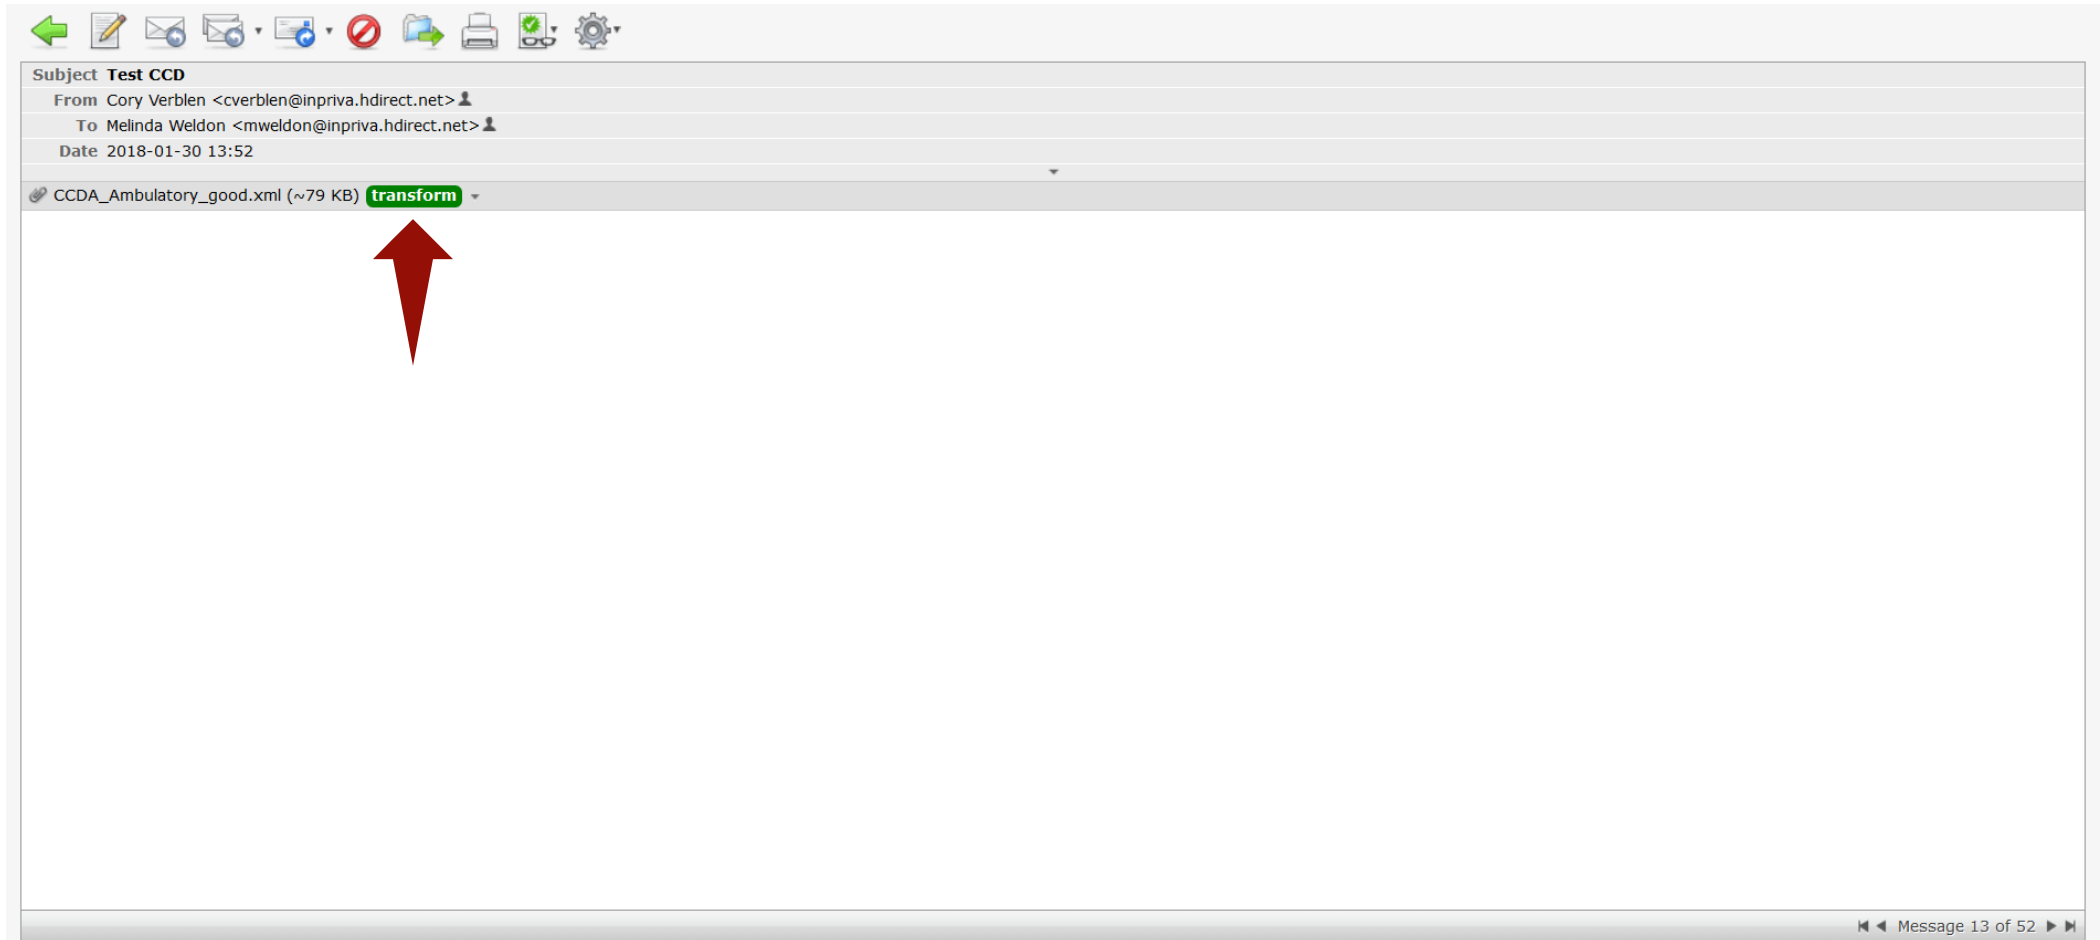 Subject Test CCD
From Cory Verblen <cverblen@inpriva.hdirect.net>
To Melinda Weldon <mweldon@inpriva.hdirect.net>
Date 2018-01-30 13:52
CCDA_Ambulatory_good.xml (~79 KB) transform
Message 13 of 52